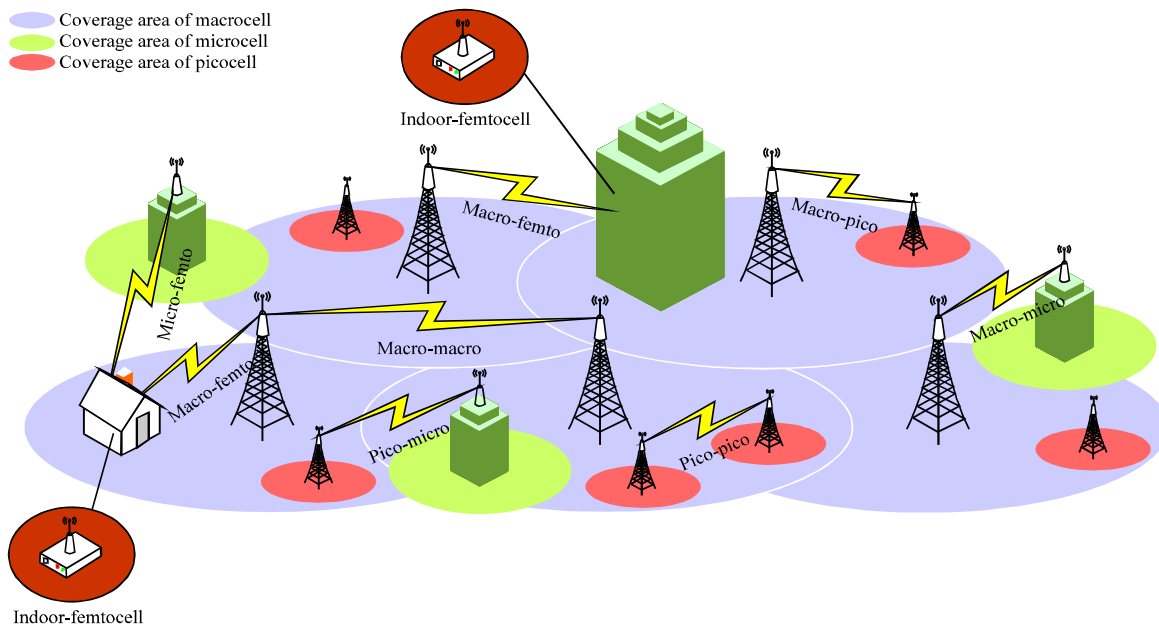 Coverage area of macrocell
Coverage area of microcell
Coverage area of picocell
Indoor-femtocell
Macro-femto
Macro-pico
Micro-femto
Macro-micro
Macro-macro
Macro-femto
Pico-micro
Pico-pico
Indoor-femtocell